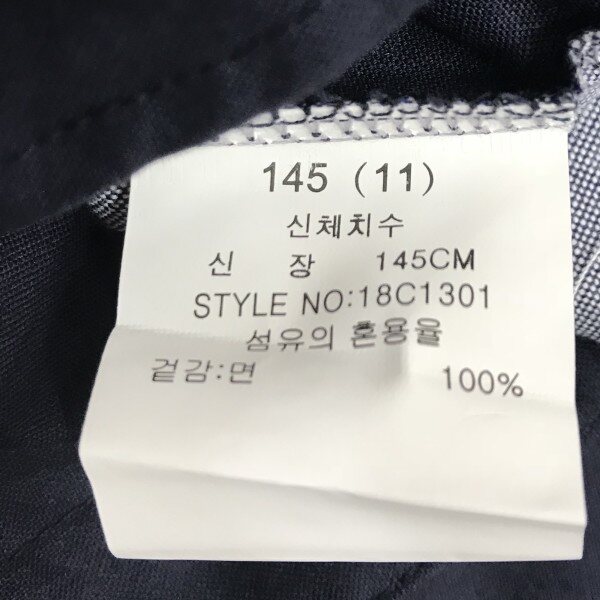 145 (11)
신체치수
신 장 145CM
STYLE NO:18C1301
섬유의 혼용율
겉감:면 100%